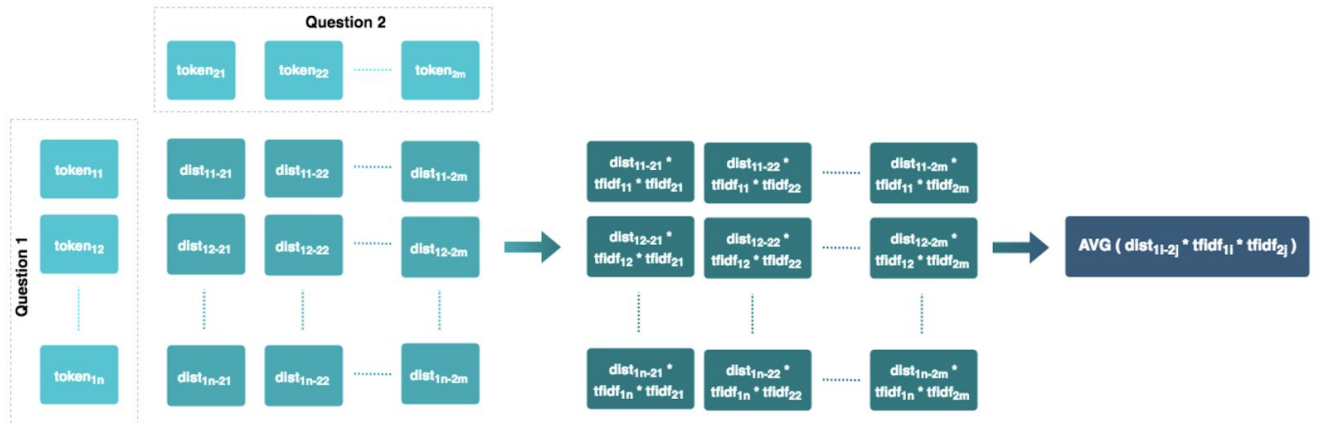 Question 2
token21 token22 token2m
Question 1
token11 dist11-21 dist11-22 dist11-2m
dist11-21 * dist11-22 * dist11-2m *
tfidf11 * tfidf21 tfidf11 * tfidf22 tfidf11 * tfidf2m
token12 dist12-21 dist12-22 dist12-2m
dist12-21 * dist12-22 * dist12-2m *
tfidf12 * tfidf21 tfidf12 * tfidf22 tfidf12 * tfidf2m
AVG ( dist1i-2j * tfidf1i * tfidf2j )
token1n dist1n-21 dist1n-22 dist1n-2m
dist1n-21 * dist1n-22 * dist1n-2m *
tfidf1n * tfidf21 tfidf1n * tfidf22 tfidf1n * tfidf2m